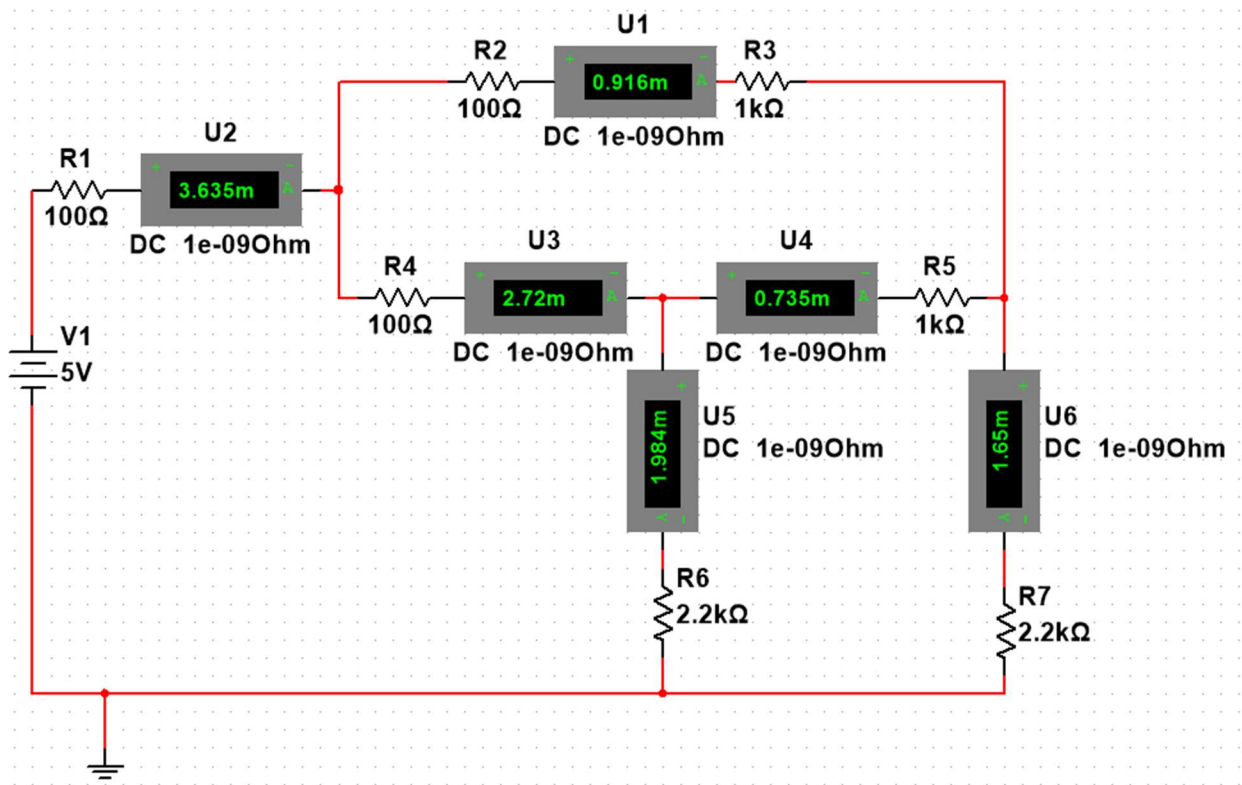 U1
R2
R3
+
−
0.916m
A
100Ω
1kΩ
DC 1e-09Ohm
U2
R1
+
−
3.635m
A
100Ω
DC 1e-09Ohm
U3
U4
R4
R5
+
−
2.72m
A
+
−
0.735m
A
100Ω
1kΩ
DC 1e-09Ohm
DC 1e-09Ohm
V1
5V
+
1.984m
A
−
U5
DC 1e-09Ohm
+
1.65m
A
−
U6
DC 1e-09Ohm
R6
2.2kΩ
R7
2.2kΩ